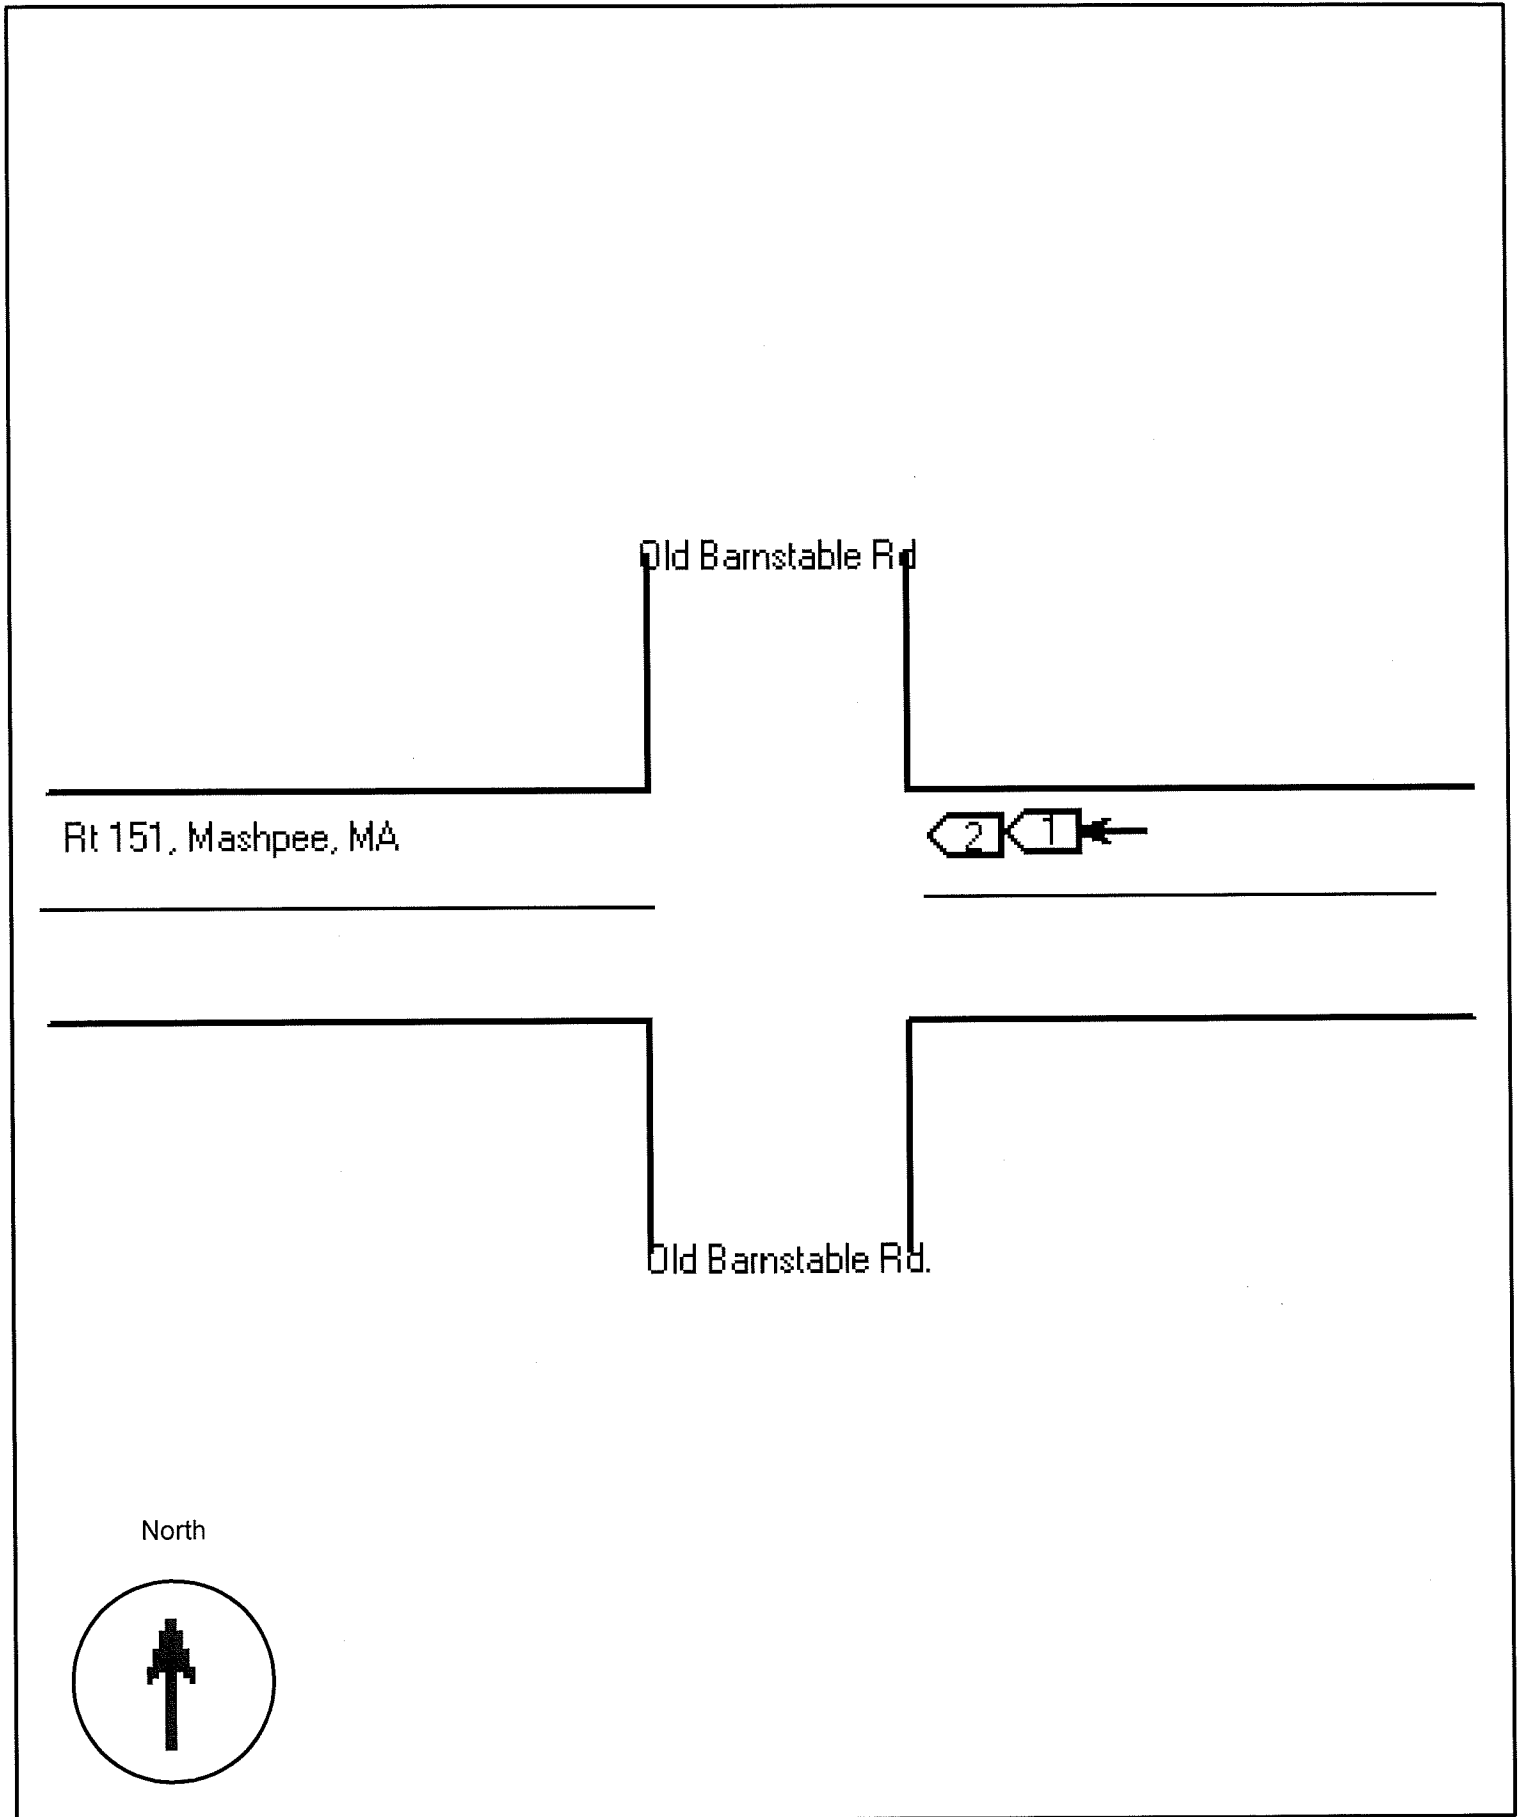 Old Barnstable Rd
Rt 151, Mashpee, MA
2 1
Old Barnstable Rd.
North